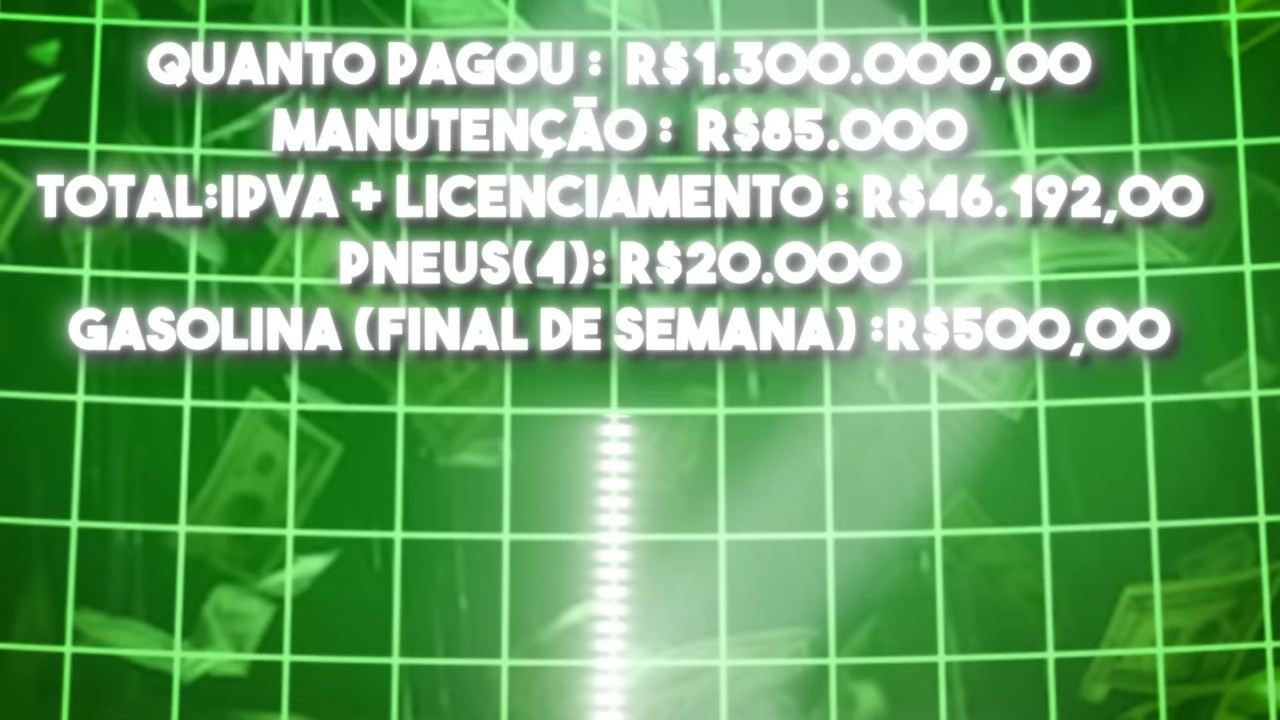 QUANTO PAGOU : R$1.300.000,00
MANUTENÇÃO : R$85.000
TOTAL:IPVA + LICENCIAMENTO : R$46.192,00
PNEUS(4): R$20.000
GASOLINA (FINAL DE SEMANA) :R$500,00